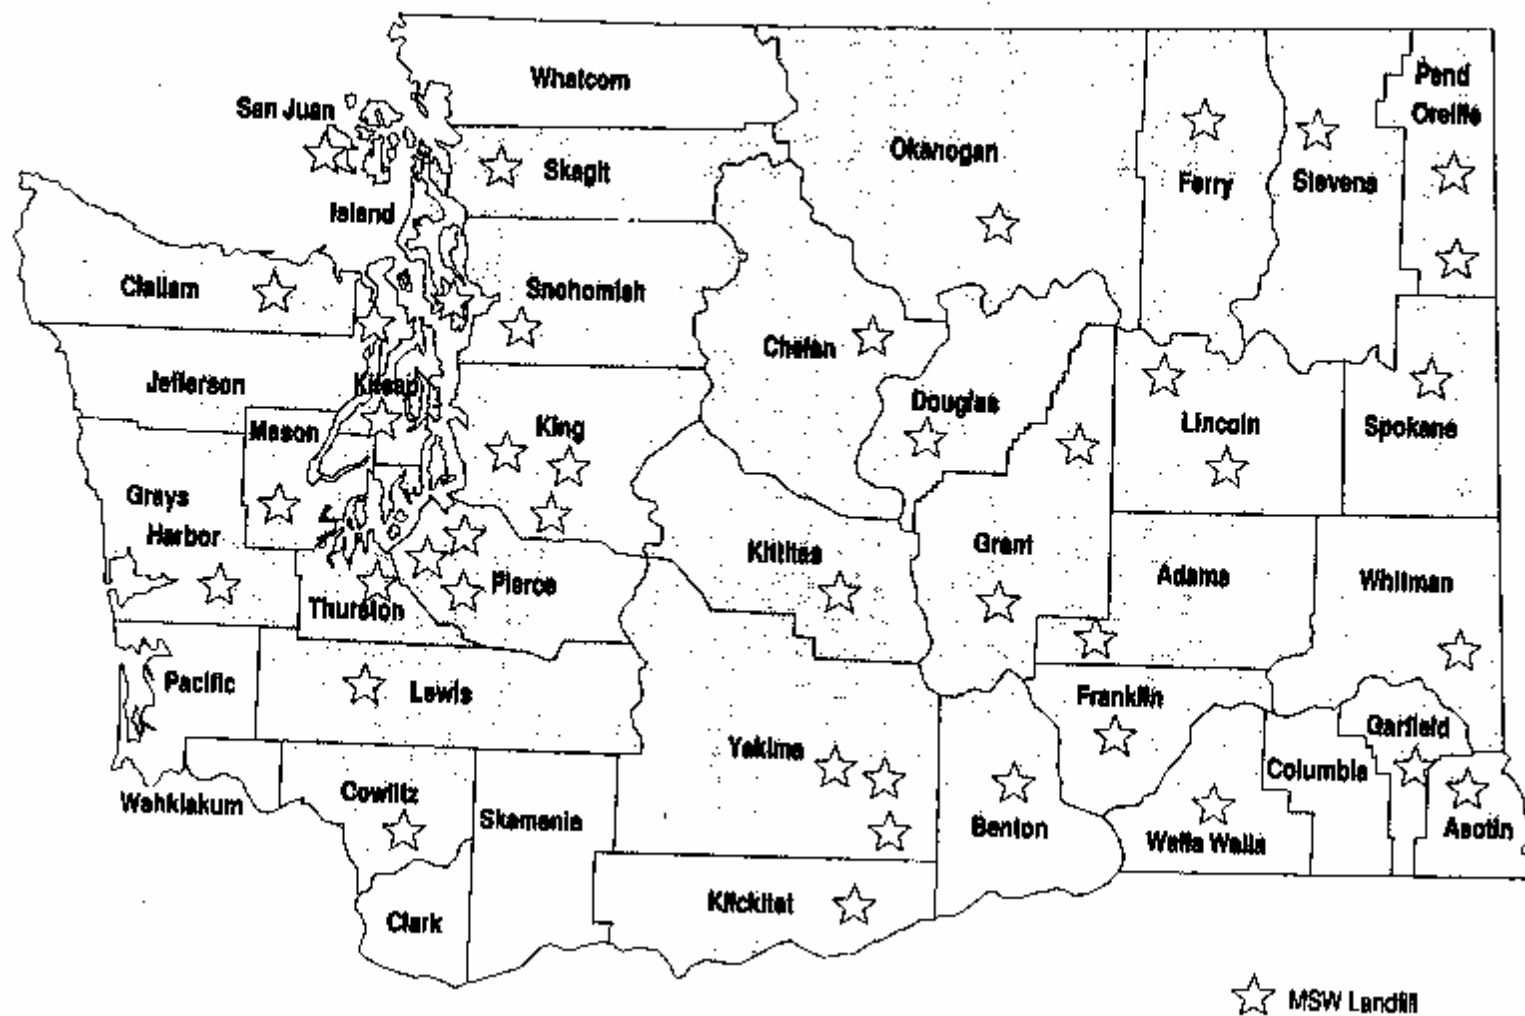 Whatcom
Pend
San Juan
Oreille
Okanogan
Skagit
Ferry
Stevens
Island
Clallam
Snohomish
Chelan
Jefferson
Kitsap
Douglas
Mason
King
Lincoln
Spokane
Grays
Harbor
Kittitas
Grant
Adams
Whitman
Pierce
Thurston
Pacific
Lewis
Franklin
Garfield
Yakima
Columbia
Wahkiakum
Cowlitz
Skamania
Benton
Walla Walla
Asotin
Klickitat
Clark
MSW Landfill